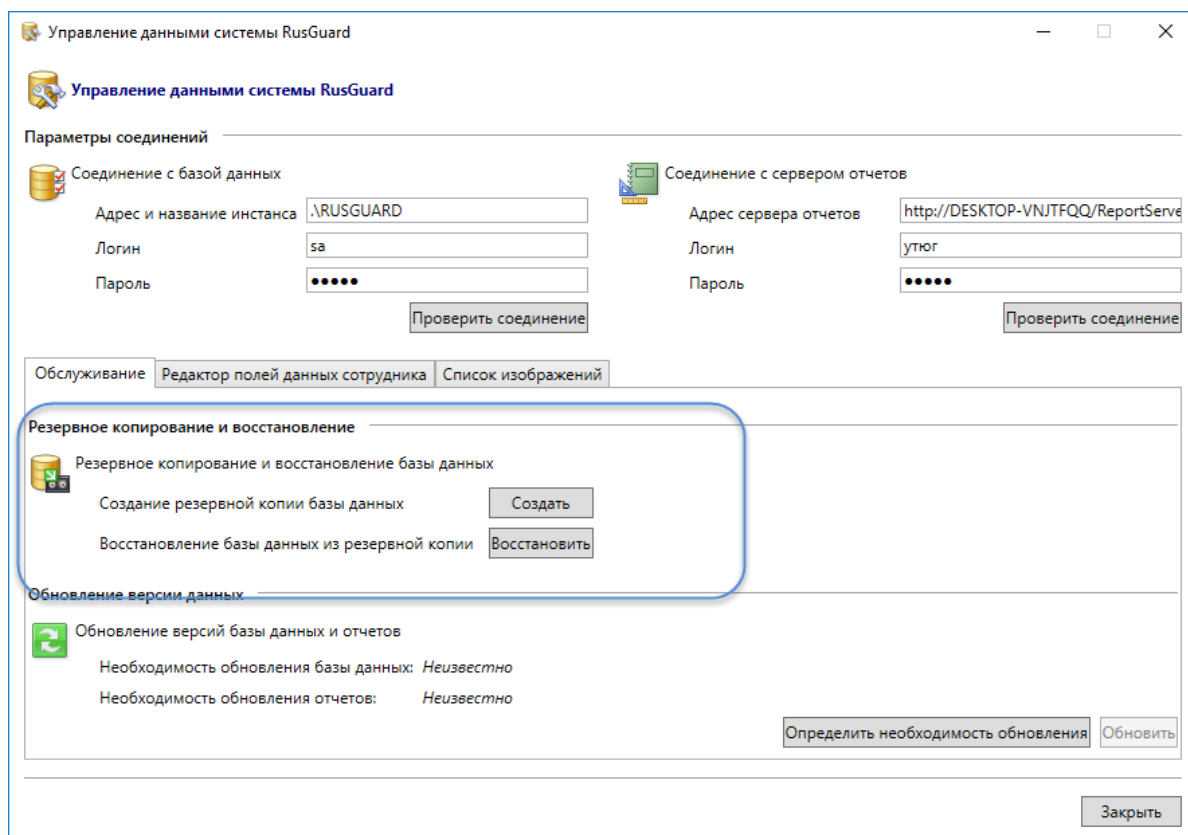 Управление данными системы RusGuard
Управление данными системы RusGuard
Параметры соединений
Соединение с базой данных
Адрес и название инстанса .\RUSGUARD
Логин sa
Пароль •••••
Проверить соединение
Соединение с сервером отчетов
Адрес сервера отчетов http://DESKTOP-VNJTFQQ/ReportServe
Логин утюг
Пароль •••••
Проверить соединение
Обслуживание Редактор полей данных сотрудника Список изображений
Резервное копирование и восстановление
Резервное копирование и восстановление базы данных
Создание резервной копии базы данных Создать
Восстановление базы данных из резервной копии Восстановить
Обновление версии данных
Обновление версий базы данных и отчетов
Необходимость обновления базы данных: Неизвестно
Необходимость обновления отчетов: Неизвестно
Определить необходимость обновления Обновить
Закрыть